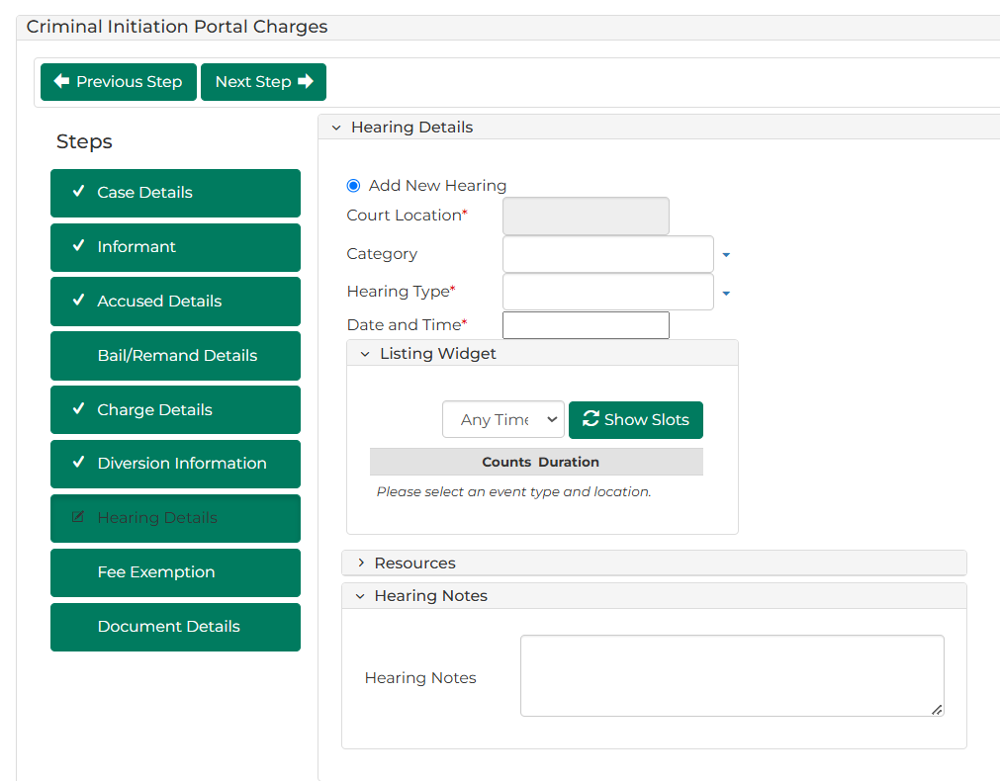 Criminal Initiation Portal Charges
Previous Step
Next Step
Steps
Case Details
Informant
Accused Details
Bail/Remand Details
Charge Details
Diversion Information
Hearing Details
Fee Exemption
Document Details
Hearing Details
Add New Hearing
Court Location*
Category
Hearing Type*
Date and Time*
Listing Widget
Any Time
Show Slots
Counts Duration
Please select an event type and location.
Resources
Hearing Notes
Hearing Notes